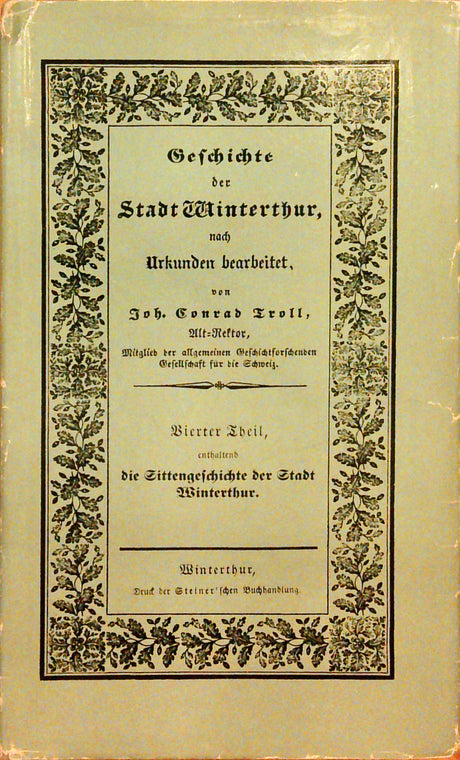 Geschichte
der
Stadt Winterthur,
nach
Urkunden bearbeitet,
von
Joh. Conrad Troll,
Alt=Rektor,
Mitglied der allgemeinen Geschichtforschenden
Gesellschaft für die Schweiz.
Vierter Theil,
enthaltend
die Sittengeschichte der Stadt
Winterthur.
Winterthur,
Druck der Steiner'schen Buchhandlung.